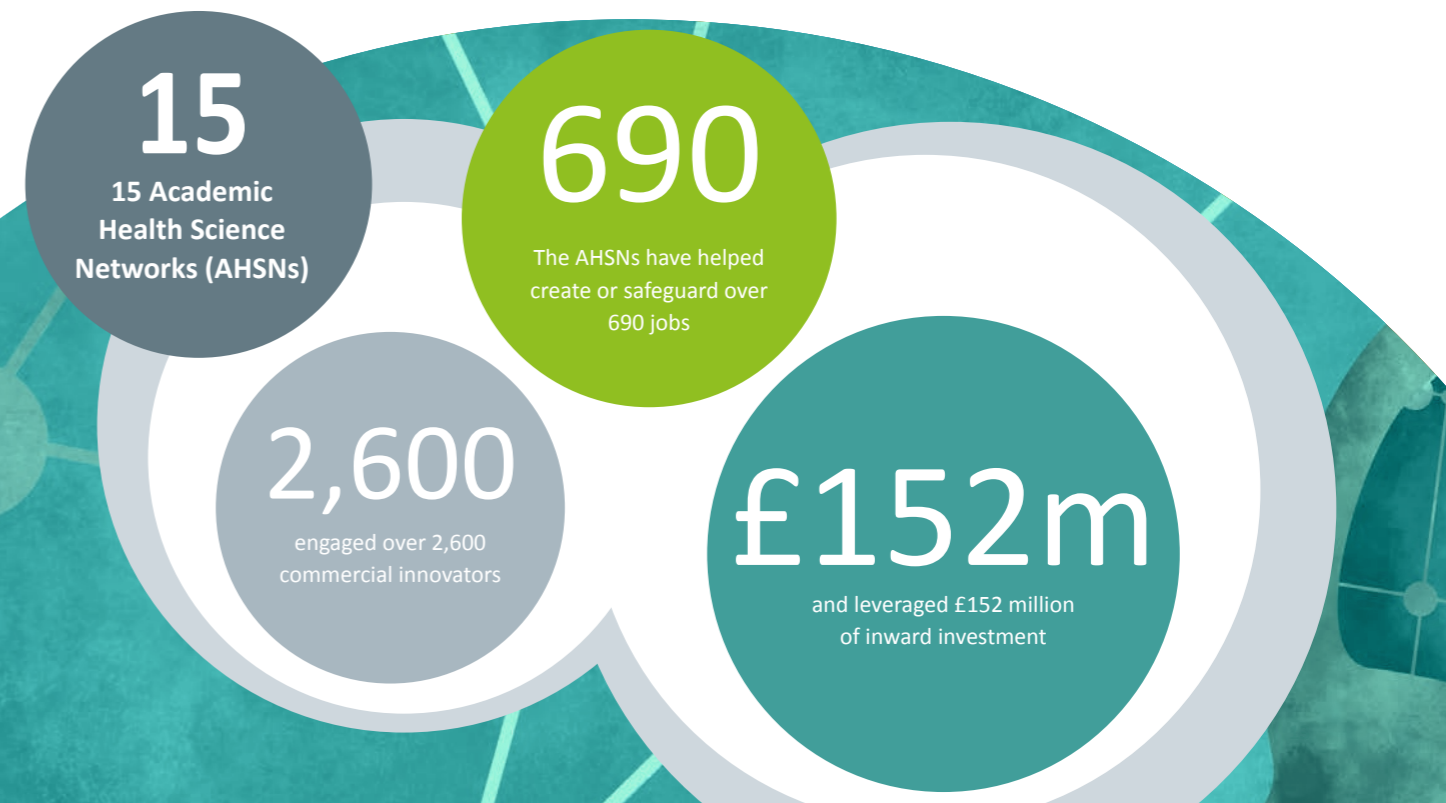 15
15 Academic
Health Science
Networks (AHSNs)
690
The AHSNs have helped
create or safeguard over
690 jobs
2,600
engaged over 2,600
commercial innovators
£152m
and leveraged £152 million
of inward investment